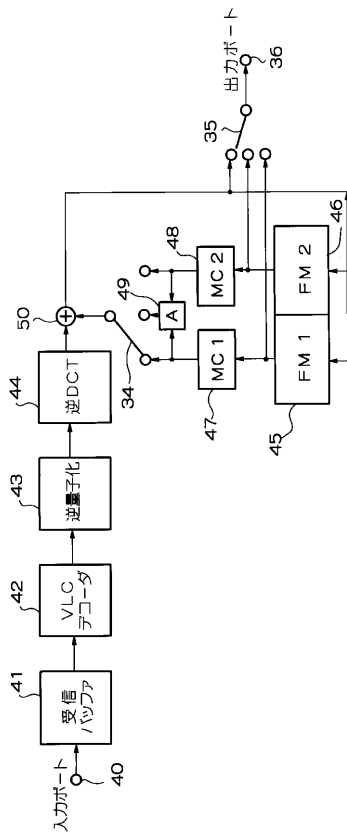 入力ポート
40
41
受信
バッファ
42
VLC
デコーダ
43
逆量子化
44
逆DCT
50
34
49
A
47
MC 1
48
MC 2
45
FM 1
FM 2
46
35
出力ポート
36